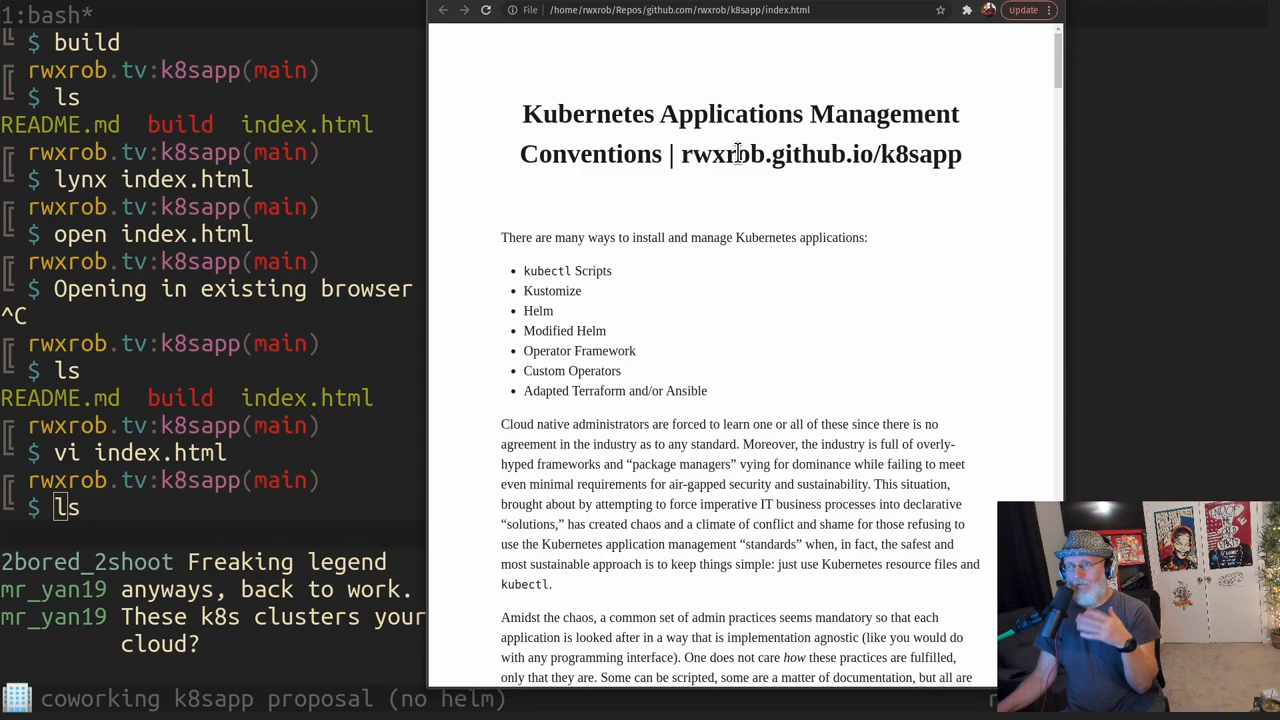 1:bash*
$ build
rwxrob.tv:k8sapp(main)
$ ls
README.md build index.html
rwxrob.tv:k8sapp(main)
$ lynx index.html
rwxrob.tv:k8sapp(main)
$ open index.html
rwxrob.tv:k8sapp(main)
$ Opening in existing browser
^C
rwxrob.tv:k8sapp(main)
$ ls
README.md build index.html
rwxrob.tv:k8sapp(main)
$ vi index.html
rwxrob.tv:k8sapp(main)
$ ls
2bored_2shoot Freaking legend
mr_yan19 anyways, back to work.
mr_yan19 These k8s clusters your
cloud?
🏢 coworking k8sapp proposal (no helm)
File | /home/rwxrob/Repos/github.com/rwxrob/k8sapp/index.html
Update
Kubernetes Applications Management
Conventions | rwxrob.github.io/k8sapp
There are many ways to install and manage Kubernetes applications:
• kubectl Scripts
• Kustomize
• Helm
• Modified Helm
• Operator Framework
• Custom Operators
• Adapted Terraform and/or Ansible
Cloud native administrators are forced to learn one or all of these since there is no
agreement in the industry as to any standard. Moreover, the industry is full of overly-
hyped frameworks and “package managers” vying for dominance while failing to meet
even minimal requirements for air-gapped security and sustainability. This situation,
brought about by attempting to force imperative IT business processes into declarative
“solutions,” has created chaos and a climate of conflict and shame for those refusing to
use the Kubernetes application management “standards” when, in fact, the safest and
most sustainable approach is to keep things simple: just use Kubernetes resource files and
kubectl.
Amidst the chaos, a common set of admin practices seems mandatory so that each
application is looked after in a way that is implementation agnostic (like you would do
with any programming interface). One does not care how these practices are fulfilled,
only that they are. Some can be scripted, some are a matter of documentation, but all are